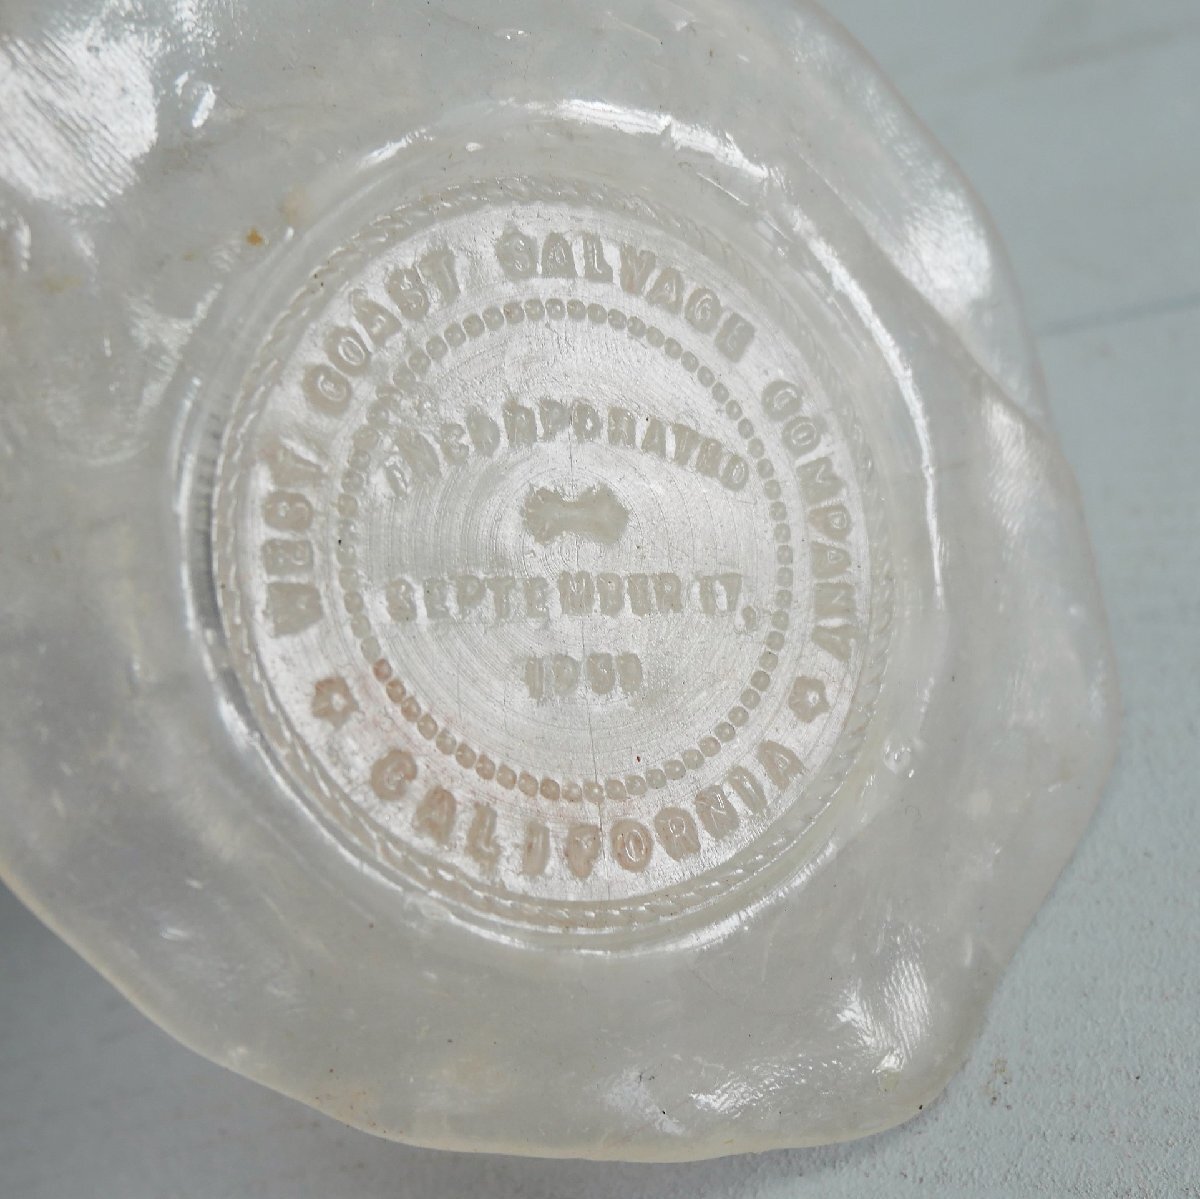 WEST COAST SALVAGE COMPANY
INCORPORATED
SEPTEMBER 17,
CALIFORNIA